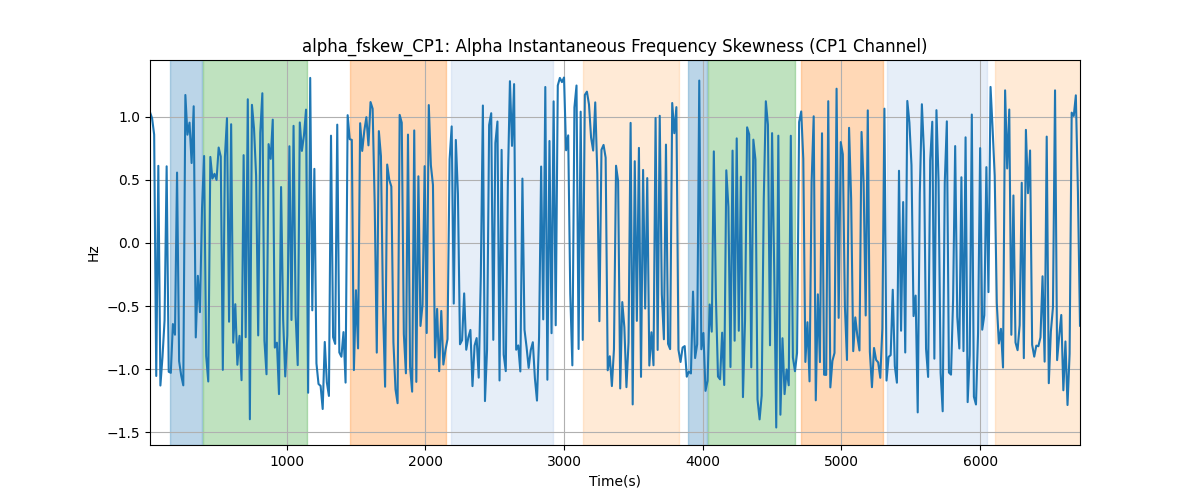 alpha_fskew_CP1: Alpha Instantaneous Frequency Skewness (CP1 Channel)
1.0
0.5
0.0
−0.5
−1.0
−1.5
Hz
1000 2000 3000 4000 5000 6000
Time(s)